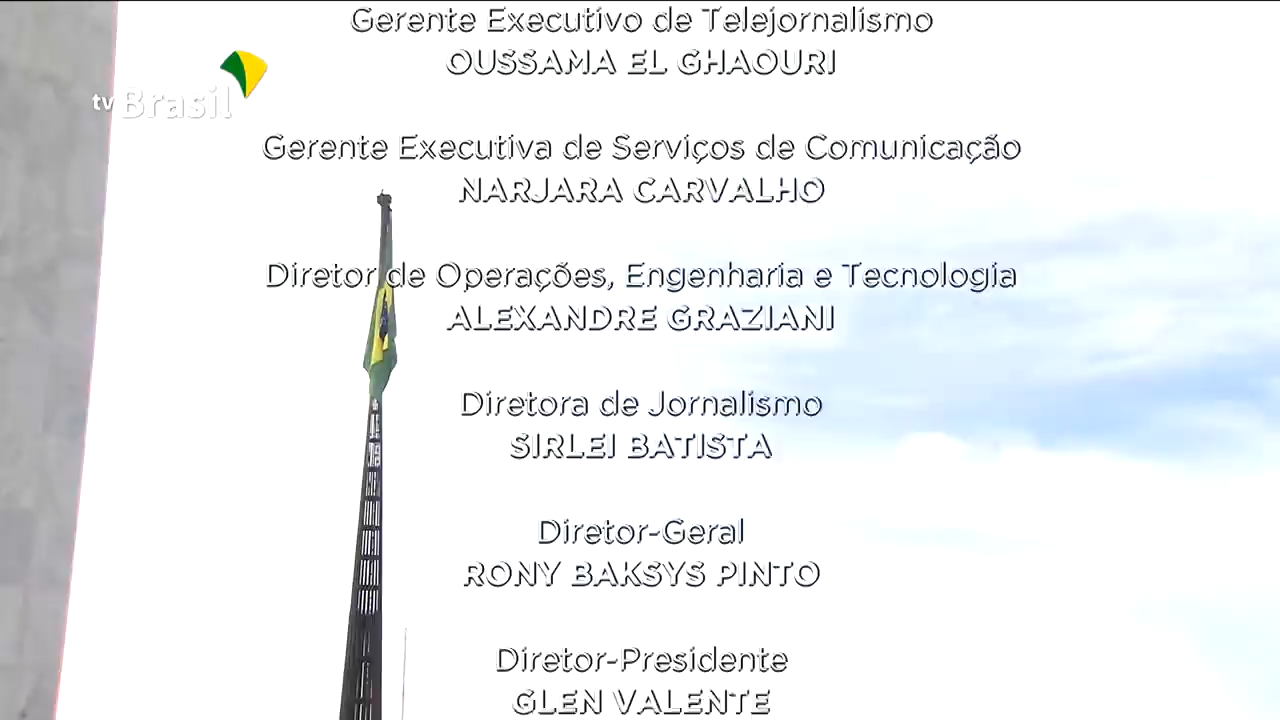 Gerente Executivo de Telejornalismo
OUSSAMA EL GHAOURI
tv Brasil
Gerente Executiva de Serviços de Comunicação
NARJARA CARVALHO
Diretor de Operações, Engenharia e Tecnologia
ALEXANDRE GRAZIANI
Diretora de Jornalismo
SIRLEI BATISTA
Diretor-Geral
RONY BAKSYS PINTO
Diretor-Presidente
GLEN VALENTE